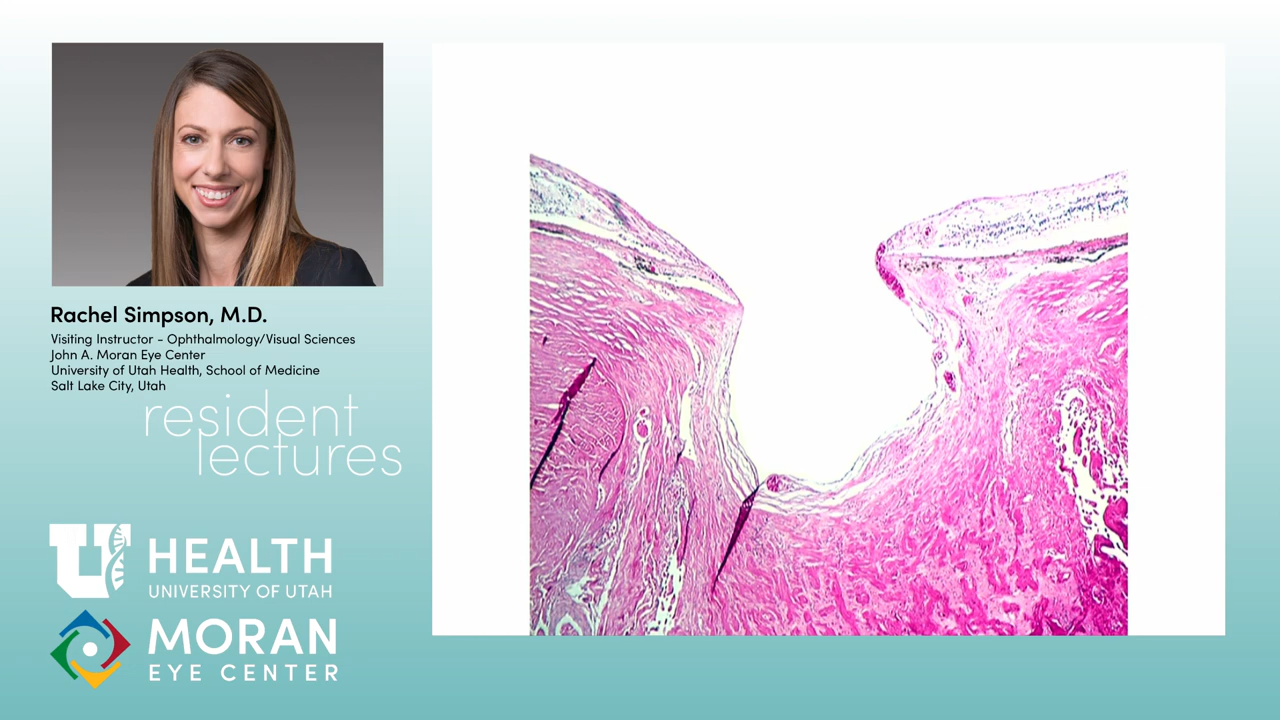 Rachel Simpson, M.D.
Visiting Instructor - Ophthalmology/Visual Sciences
John A. Moran Eye Center
University of Utah Health, School of Medicine
Salt Lake City, Utah
resident
lectures
U HEALTH
UNIVERSITY OF UTAH
MORAN
EYE CENTER